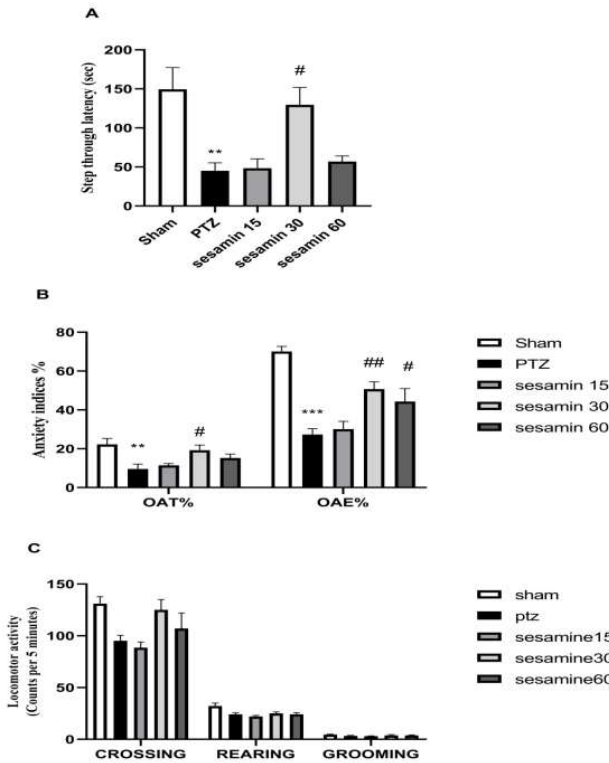 A
Step through latency (sec)
200
150
100
50
0
**
#
Sham
PTZ
sesamin 15
sesamin 30
sesamin 60
B
Anxiety indices %
80
60
40
20
0
**
#
***
##
#
OAT%
OAE%
Sham
PTZ
sesamin 15
sesamin 30
sesamin 60
C
Locomotor activity
(Counts per 5 minutes)
150
100
50
0
CROSSING
REARING
GROOMING
sham
ptz
sesamine15
sesamine30
sesamine60